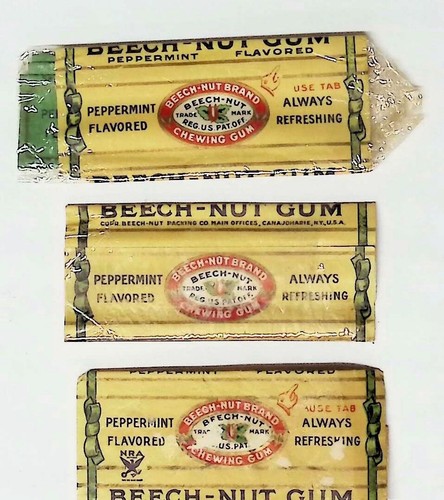 BEECH-NUT GUM
PEPPERMINT FLAVORED
USE TAB
PEPPERMINT
FLAVORED
BEECH-NUT BRAND
BEECH-NUT
TRADE MARK
REG. U.S. PAT. OFF.
CHEWING GUM
ALWAYS
REFRESHING
BEECH-NUT GUM
BEECH-NUT GUM
BEECH-NUT PACKING CO MAIN OFFICES, CANAJOHARIE, N.Y., U.S.A.
PEPPERMINT
FLAVORED
BEECH-NUT BRAND
BEECH-NUT
TRADE MARK
REG. U.S. PAT. OFF.
CHEWING GUM
ALWAYS
REFRESHING
PEPPERMINT FLAVORED
USE TAB
PEPPERMINT
FLAVORED
BEECH-NUT BRAND
BEECH-NUT
MARK
U.S. PAT
CHEWING GUM
ALWAYS
REFRESHING
NRA
BEECH-NUT GUM